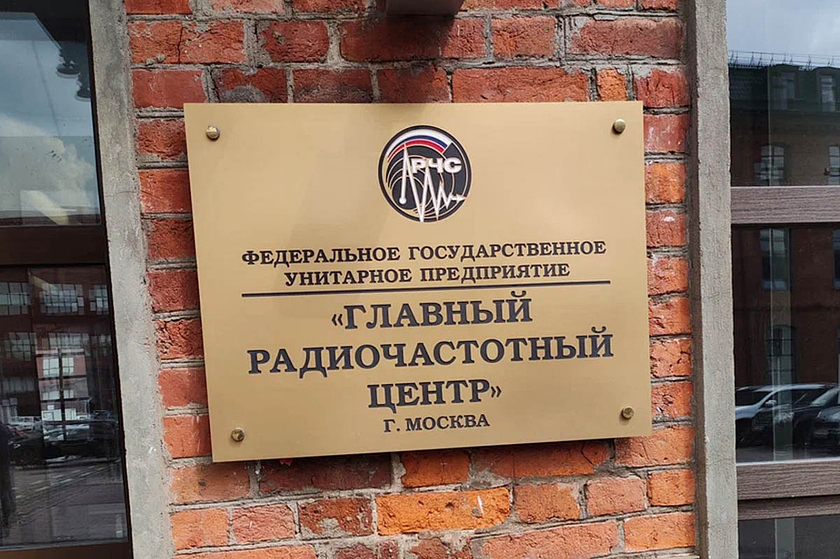 РЧС
ФЕДЕРАЛЬНОЕ ГОСУДАРСТВЕННОЕ
УНИТАРНОЕ ПРЕДПРИЯТИЕ
«ГЛАВНЫЙ
РАДИОЧАСТОТНЫЙ
ЦЕНТР»
Г. МОСКВА